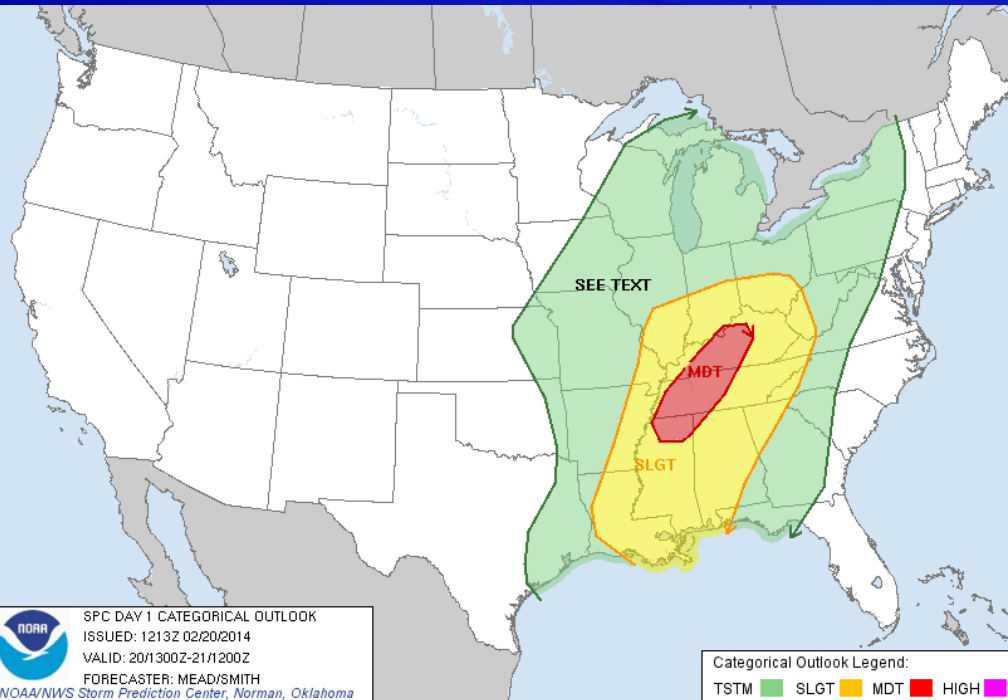 SEE TEXT
MDT
SLGT
NOAA
SPC DAY 1 CATEGORICAL OUTLOOK
ISSUED: 1213Z 02/20/2014
VALID: 20/1300Z-21/1200Z
FORECASTER: MEAD/SMITH
NOAA/NWS Storm Prediction Center, Norman, Oklahoma
Categorical Outlook Legend:
TSTM SLGT MDT HIGH